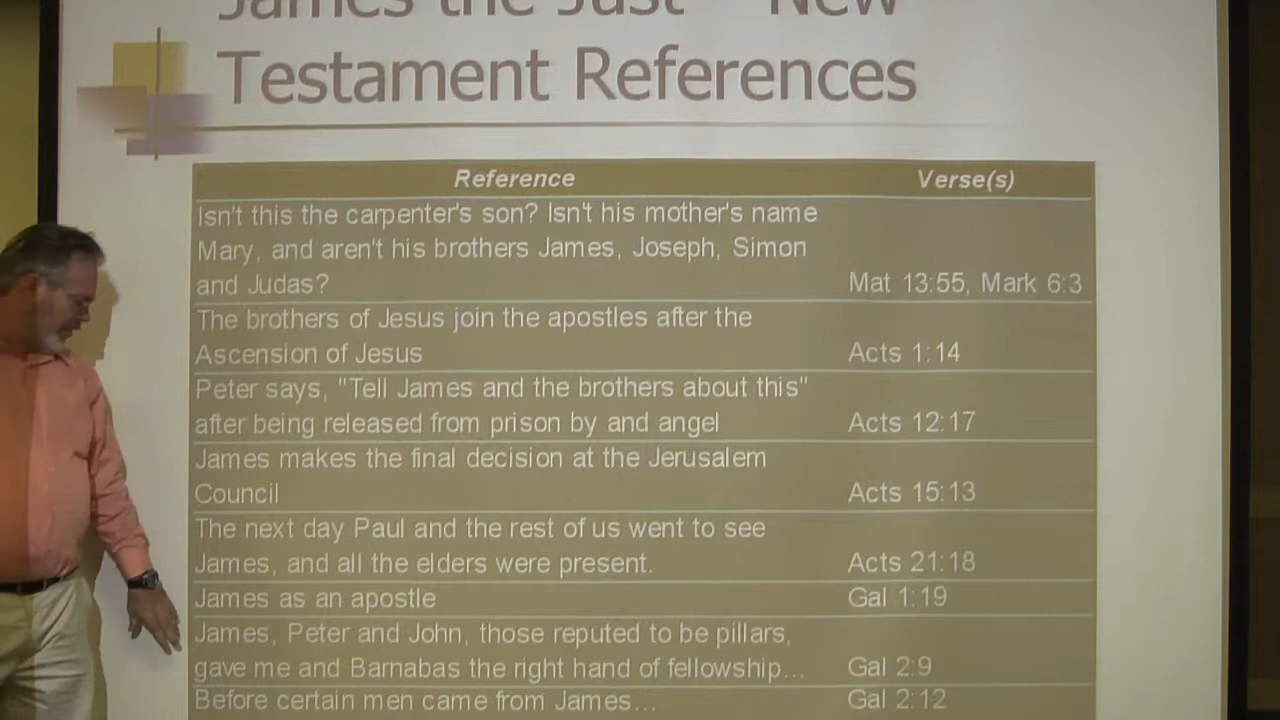 James the Just – New
Testament References
Reference Verse(s)
Isn't this the carpenter's son? Isn't his mother's name
Mary, and aren't his brothers James, Joseph, Simon
and Judas? Mat 13:55, Mark 6:3
The brothers of Jesus join the apostles after the
Ascension of Jesus Acts 1:14
Peter says, "Tell James and the brothers about this"
after being released from prison by and angel Acts 12:17
James makes the final decision at the Jerusalem
Council Acts 15:13
The next day Paul and the rest of us went to see
James, and all the elders were present. Acts 21:18
James as an apostle Gal 1:19
James, Peter and John, those reputed to be pillars,
gave me and Barnabas the right hand of fellowship... Gal 2:9
Before certain men came from James... Gal 2:12